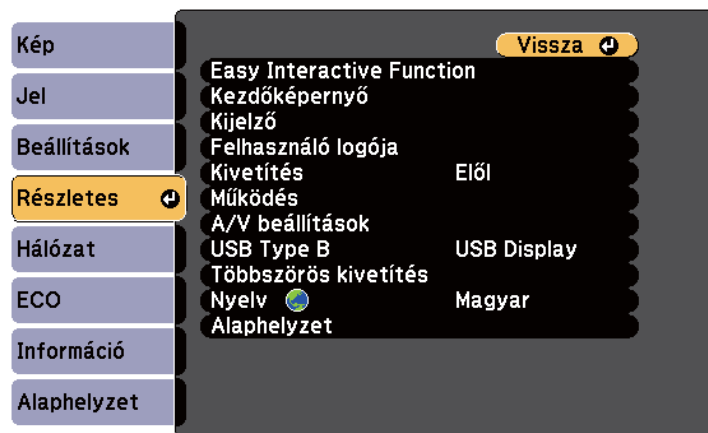 Kép
Jel
Beállítások
Részletes
Hálózat
ECO
Információ
Alaphelyzet
Vissza
Easy Interactive Function
Kezdőképernyő
Kijelző
Felhasználó logója
Kivetítés Elől
Működés
A/V beállítások
USB Type B USB Display
Többszörös kivetítés
Nyelv Magyar
Alaphelyzet